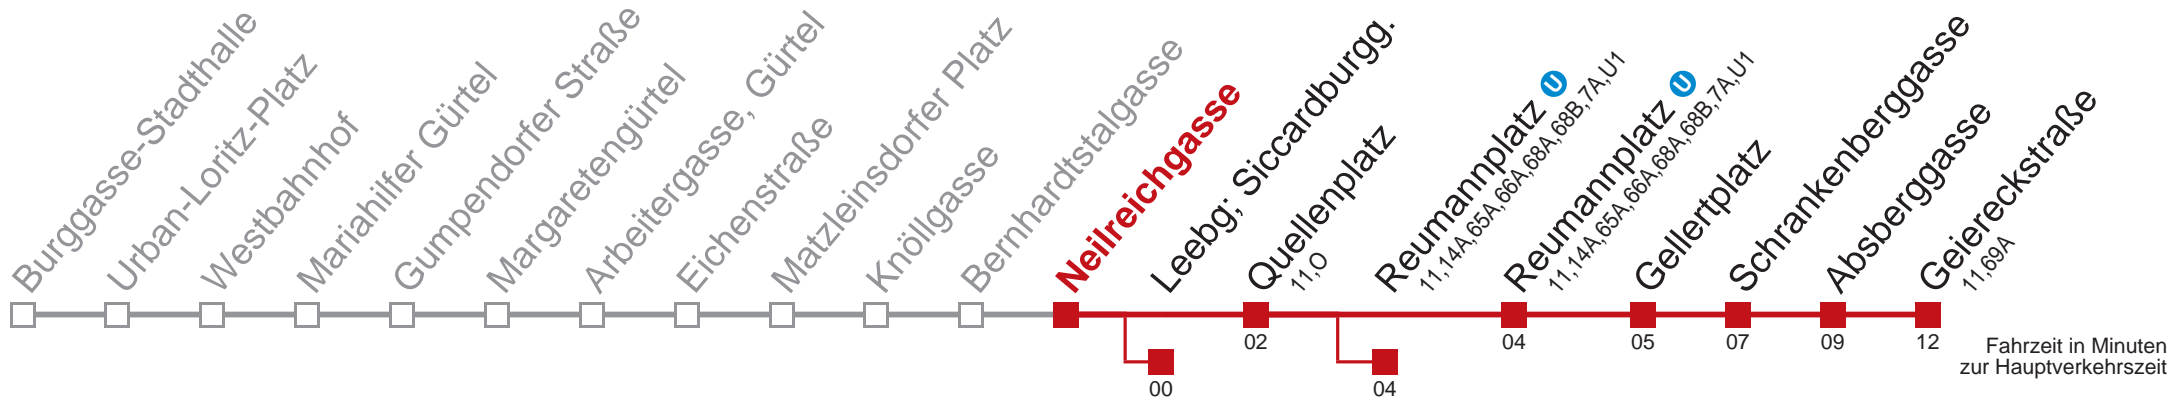 Burggasse-Stadthalle
Urban-Loritz-Platz
Westbahnhof
Mariahilfer Gürtel
Gumpendorfer Straße
Margaretengürtel
Arbeitergasse, Gürtel
Eichenstraße
Matzleinsdorfer Platz
Knöllgasse
Bernhardtstalgasse
Neilreichgasse
Leebg; Siccardburgg.
Quellenplatz
11,O
Reumannplatz U
11,14A,65A,66A,68A,68B,7A,U1
Reumannplatz U
11,14A,65A,66A,68A,68B,7A,U1
Gellertplatz
Schrankenberggasse
Absberggasse
Geiereckstraße
11,69A
02
04
05
07
09
12
00
04
Fahrzeit in Minuten
zur Hauptverkehrszeit